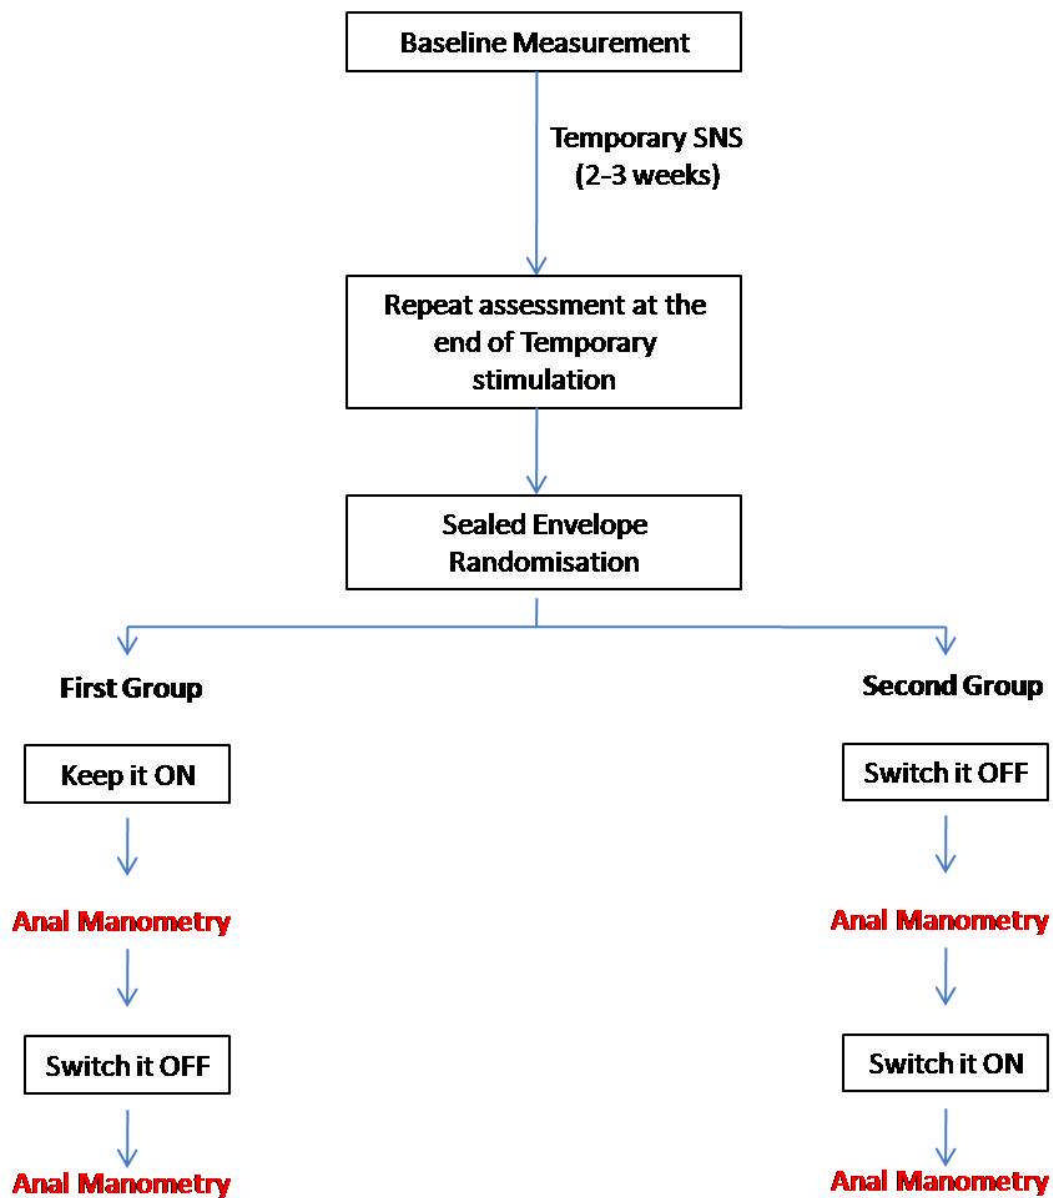 Baseline Measurement
Temporary SNS
(2-3 weeks)
Repeat assessment at the
end of Temporary
stimulation
Sealed Envelope
Randomisation
First Group
Second Group
Keep it ON
Switch it OFF
Anal Manometry
Anal Manometry
Switch it OFF
Switch it ON
Anal Manometry
Anal Manometry